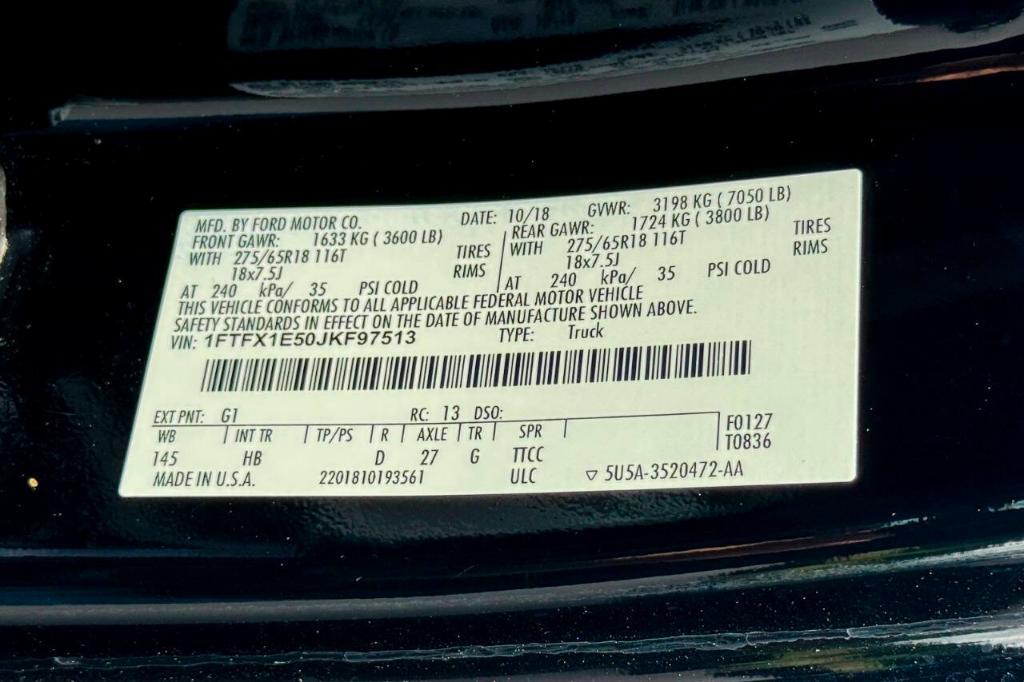 MFD. BY FORD MOTOR CO. DATE: 10/18 GVWR: 3198 KG ( 7050 LB)
FRONT GAWR: 1633 KG ( 3600 LB) REAR GAWR: 1724 KG ( 3800 LB)
WITH 275/65R18 116T TIRES WITH 275/65R18 116T TIRES
18x7.5J RIMS 18x7.5J RIMS
AT 240 kPa/ 35 PSI COLD AT 240 kPa/ 35 PSI COLD
THIS VEHICLE CONFORMS TO ALL APPLICABLE FEDERAL MOTOR VEHICLE
SAFETY STANDARDS IN EFFECT ON THE DATE OF MANUFACTURE SHOWN ABOVE.
VIN: 1FTFX1E50JKF97513 TYPE: Truck
EXT PNT: G1 RC: 13 DSO: F0127
WB INT TR TP/PS R AXLE TR SPR T0836
145 HB D 27 G TTCC
MADE IN U.S.A. 2201810193561 ULC ▽ 5U5A-3520472-AA